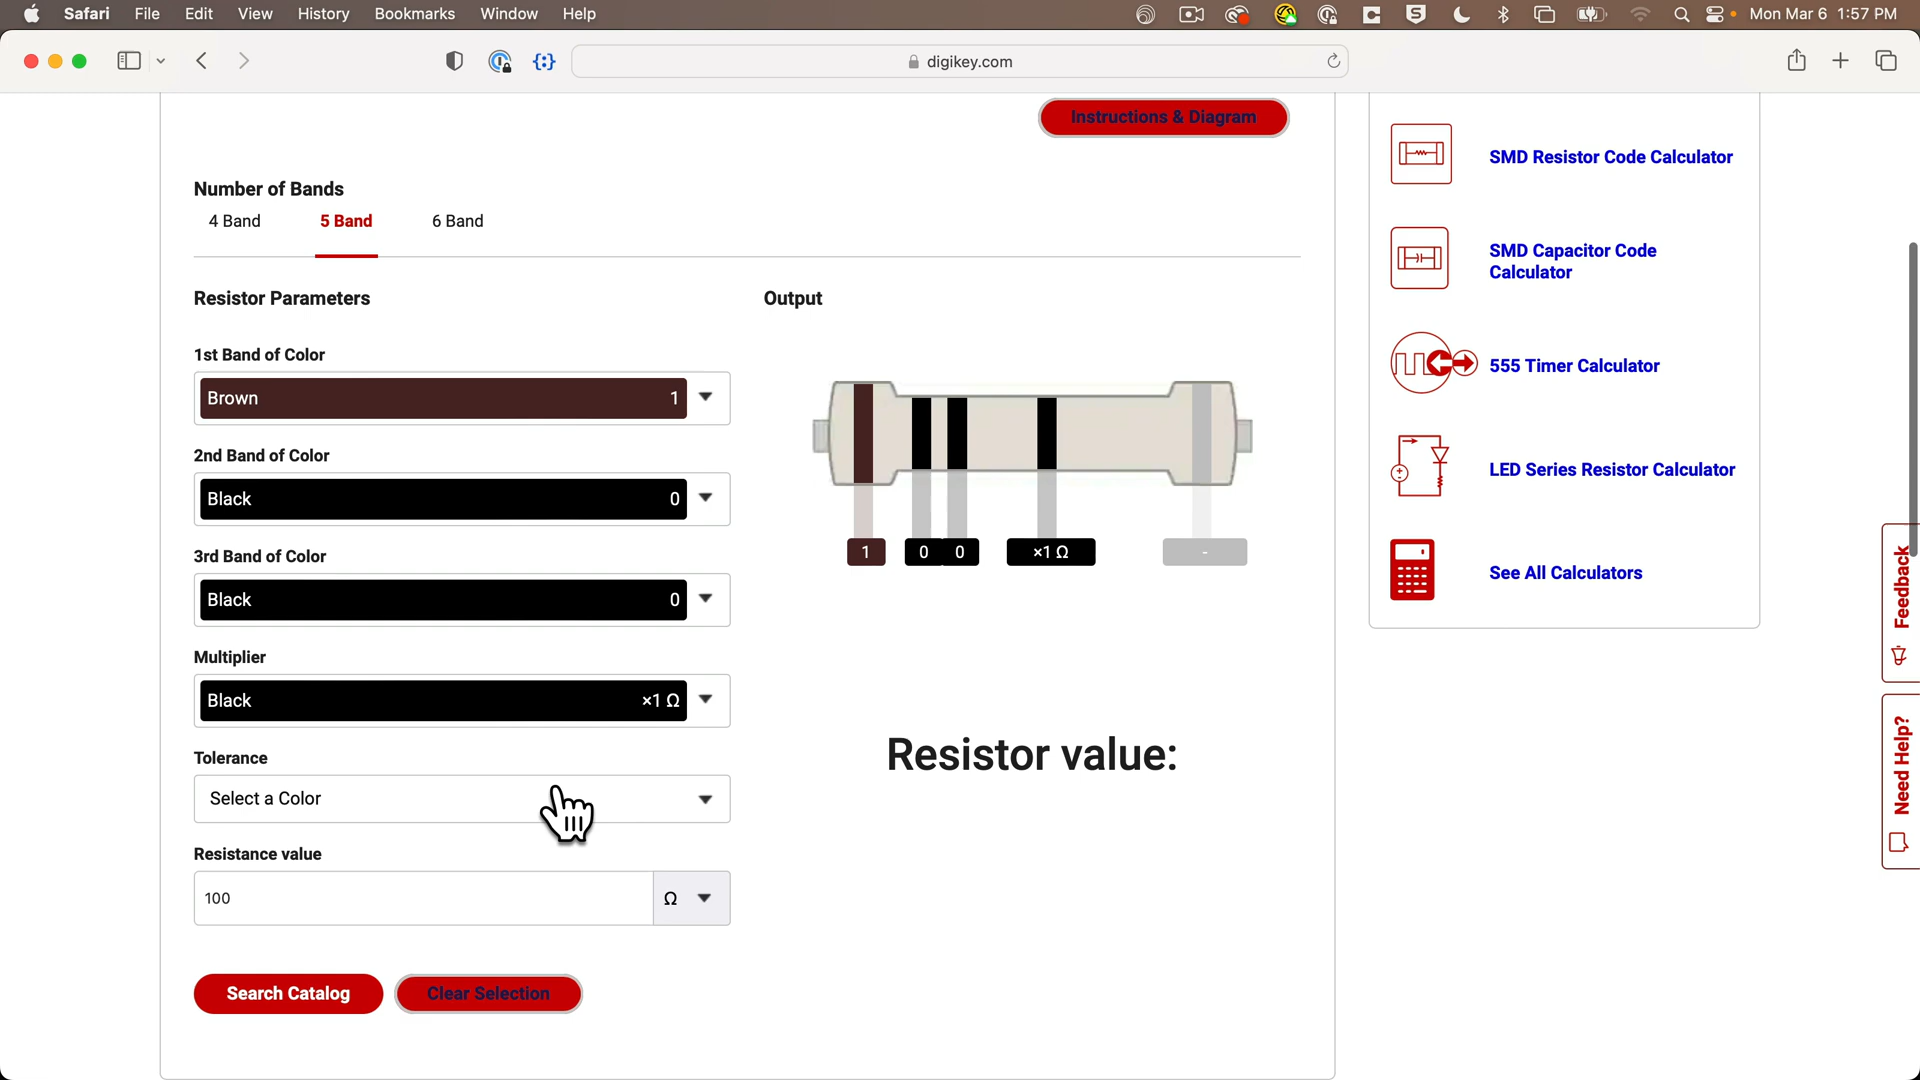 Safari File Edit View History Bookmarks Window Help Mon Mar 6 1:57 PM
digikey.com
Instructions & Diagram
Number of Bands
4 Band 5 Band 6 Band
Resistor Parameters
1st Band of Color
Brown 1
2nd Band of Color
Black 0
3rd Band of Color
Black 0
Multiplier
Black ×1 Ω
Tolerance
Select a Color
Resistance value
100 Ω
Search Catalog Clear Selection
Output
1 0 0 ×1 Ω -
Resistor value:
SMD Resistor Code Calculator
SMD Capacitor Code
Calculator
555 Timer Calculator
LED Series Resistor Calculator
See All Calculators
Feedback
Need Help?